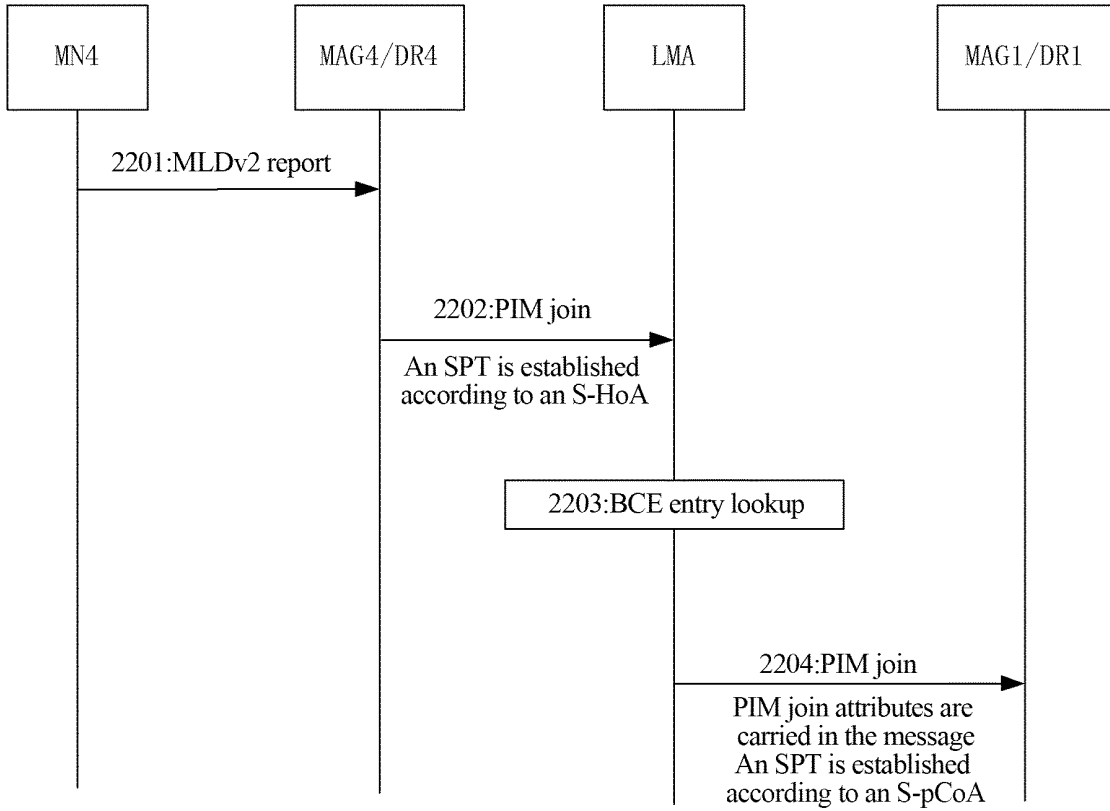 MN4
MAG4/DR4
LMA
MAG1/DR1
2201:MLDv2 report
2202:PIM join
An SPT is established
according to an S-HoA
2203:BCE entry lookup
2204:PIM join
PIM join attributes are
carried in the message
An SPT is established
according to an S-pCoA